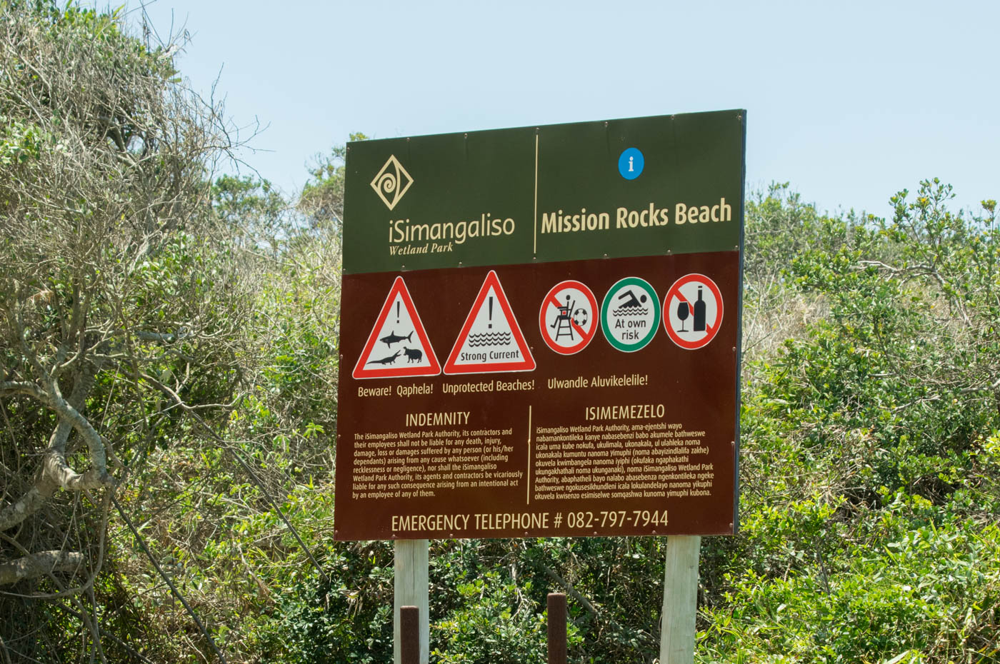 iSimangaliso
Wetland Park
i
Mission Rocks Beach
!
!
Strong Current
At own
risk
Beware! Qaphela!
Unprotected Beaches!
Ulwandle Aluvikelelile!
INDEMNITY
The iSimangaliso Wetland Park Authority, its contractors and
their employees shall not be liable for any death, injury,
damage, loss or damages suffered by any person (or his/her
dependants) arising from any cause whatsoever (including
recklessness or negligence), nor shall the iSimangaliso
Wetland Park Authority, its agents and contractors be vicariously
liable for any such consequence arising from an intentional act
by an employee of any of them.
ISIMEMEZELO
iSimangaliso Wetland Park Authority, ama-ejentshi wayo
nabamankontileka kanye nabasebenzi babo akumele bathweswe
icala uma kube nokufa, ukulimala, ukonakala, ul ulahleka noma
ukonakala kumuntu nanoma yimuphi (noma abayizindlalifa zakhe)
okuvela kwimbangela nanoma iyiphi (okufaka ngaphakathi
ukungakhathali noma ukunganaki), noma iSimangaliso Wetland Park
Authority, abaphatheli bayo nalabo abasebenza ngenkontileka ngeke
bathweswe ngokusesikhundleni icala lokulandelayo nanoma yikuphi
okuvela kwisenzo esimiselwe somqashwa kunoma yimuphi kubona.
EMERGENCY TELEPHONE # 082-797-7944